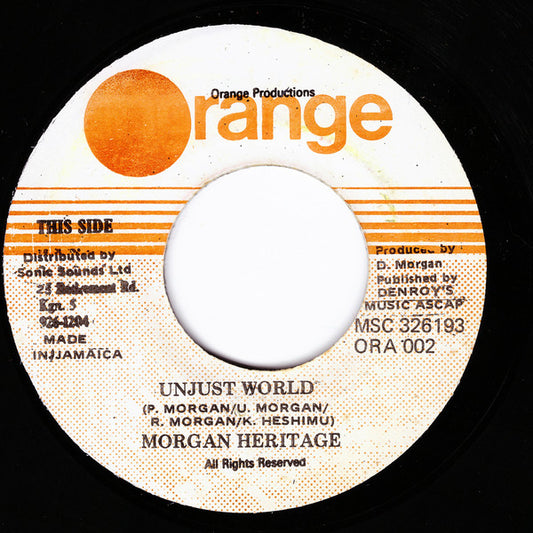 Orange Productions
Orange
THIS SIDE
Distributed by
Sonic Sounds Ltd
25 Retirement Rd.
Kgn. 5
926-1204
MADE
IN JAMAICA
Produced by
D. Morgan
Published by
DENROY'S
MUSIC ASCAP
MSC 326193
ORA 002
UNJUST WORLD
(P. MORGAN/U. MORGAN/
R. MORGAN/K. HESHIMU)
MORGAN HERITAGE
All Rights Reserved